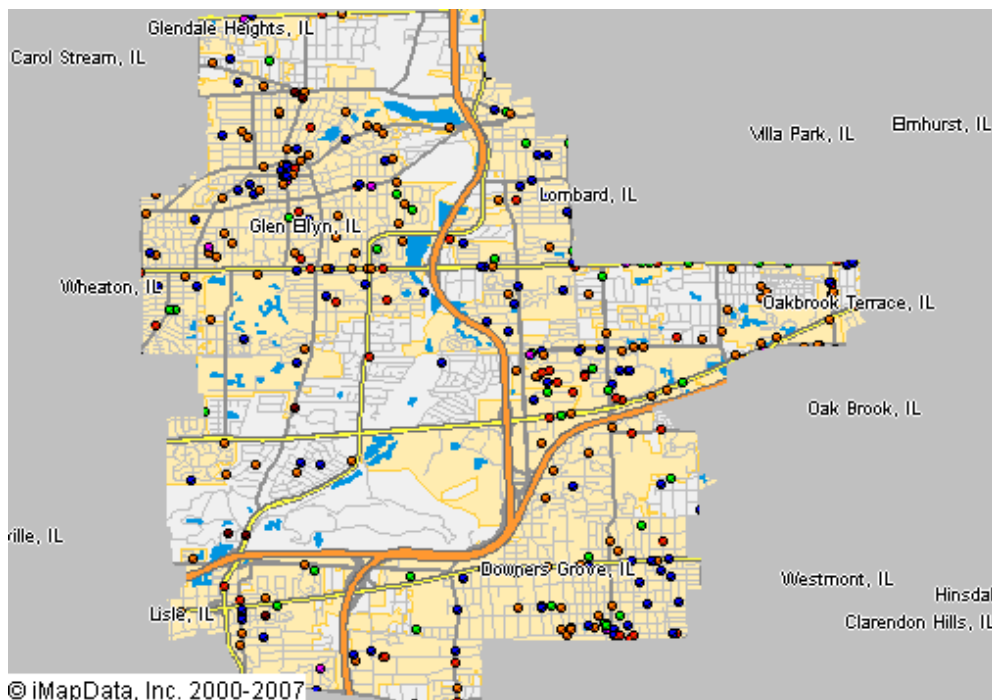 Glendale Heights, IL
Carol Stream, IL
Elmhurst, IL
Villa Park, IL
Lombard, IL
Glen Ellyn, IL
Wheaton, IL
Oakbrook Terrace, IL
Oak Brook, IL
ville, IL
Downers Grove, IL
Westmont, IL
Hinsdal
Lisle, IL
Clarendon Hills, IL
© iMapData, Inc. 2000-2007